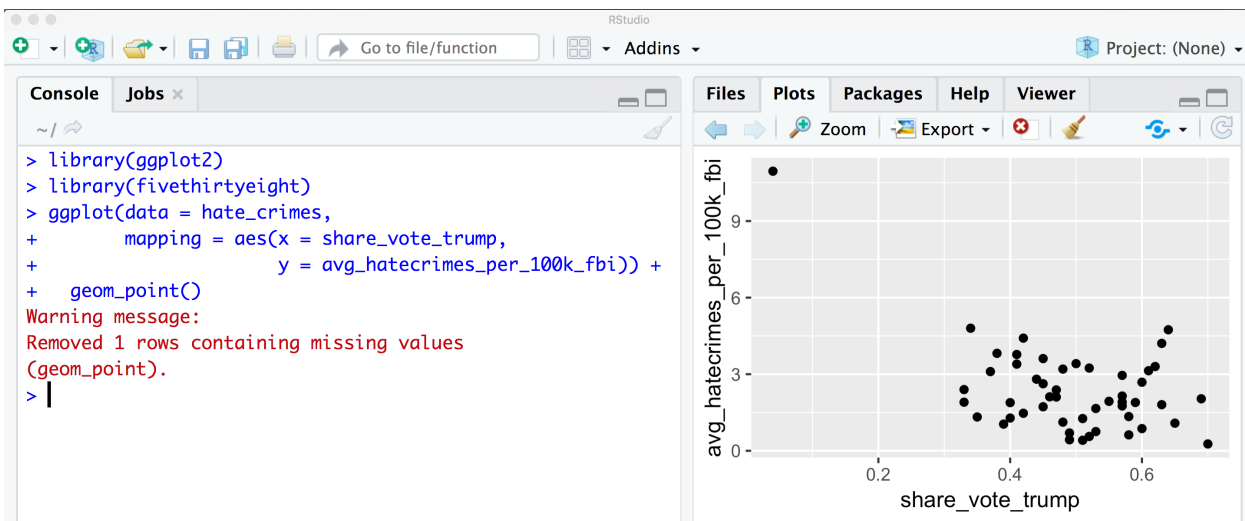 RStudio
Go to file/function
Addins
Project: (None)
Console Jobs
~/
> library(ggplot2)
> library(fivethirtyeight)
> ggplot(data = hate_crimes,
+        mapping = aes(x = share_vote_trump,
+                      y = avg_hatecrimes_per_100k_fbi)) +
+   geom_point()
Warning message:
Removed 1 rows containing missing values
(geom_point).
>
Files Plots Packages Help Viewer
Zoom Export
avg_hatecrimes_per_100k_fbi
9
6
3
0
0.2 0.4 0.6
share_vote_trump